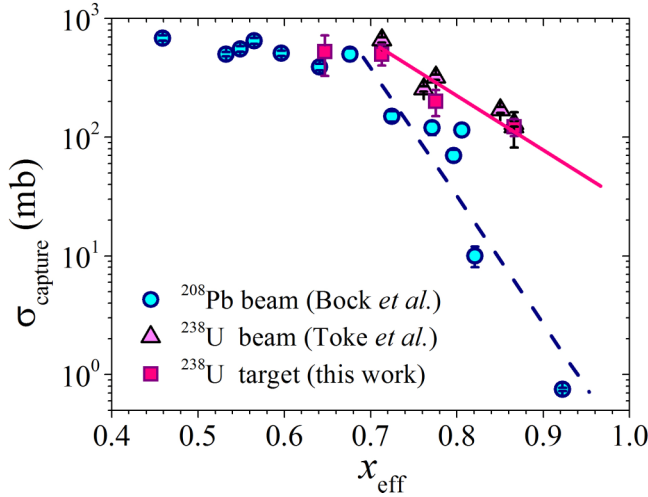 10³
10²
10¹
10⁰
σcapture (mb)
²⁰⁸Pb beam (Bock et al.)
²³⁸U beam (Toke et al.)
²³⁸U target (this work)
0.4 0.5 0.6 0.7 0.8 0.9 1.0
xeff